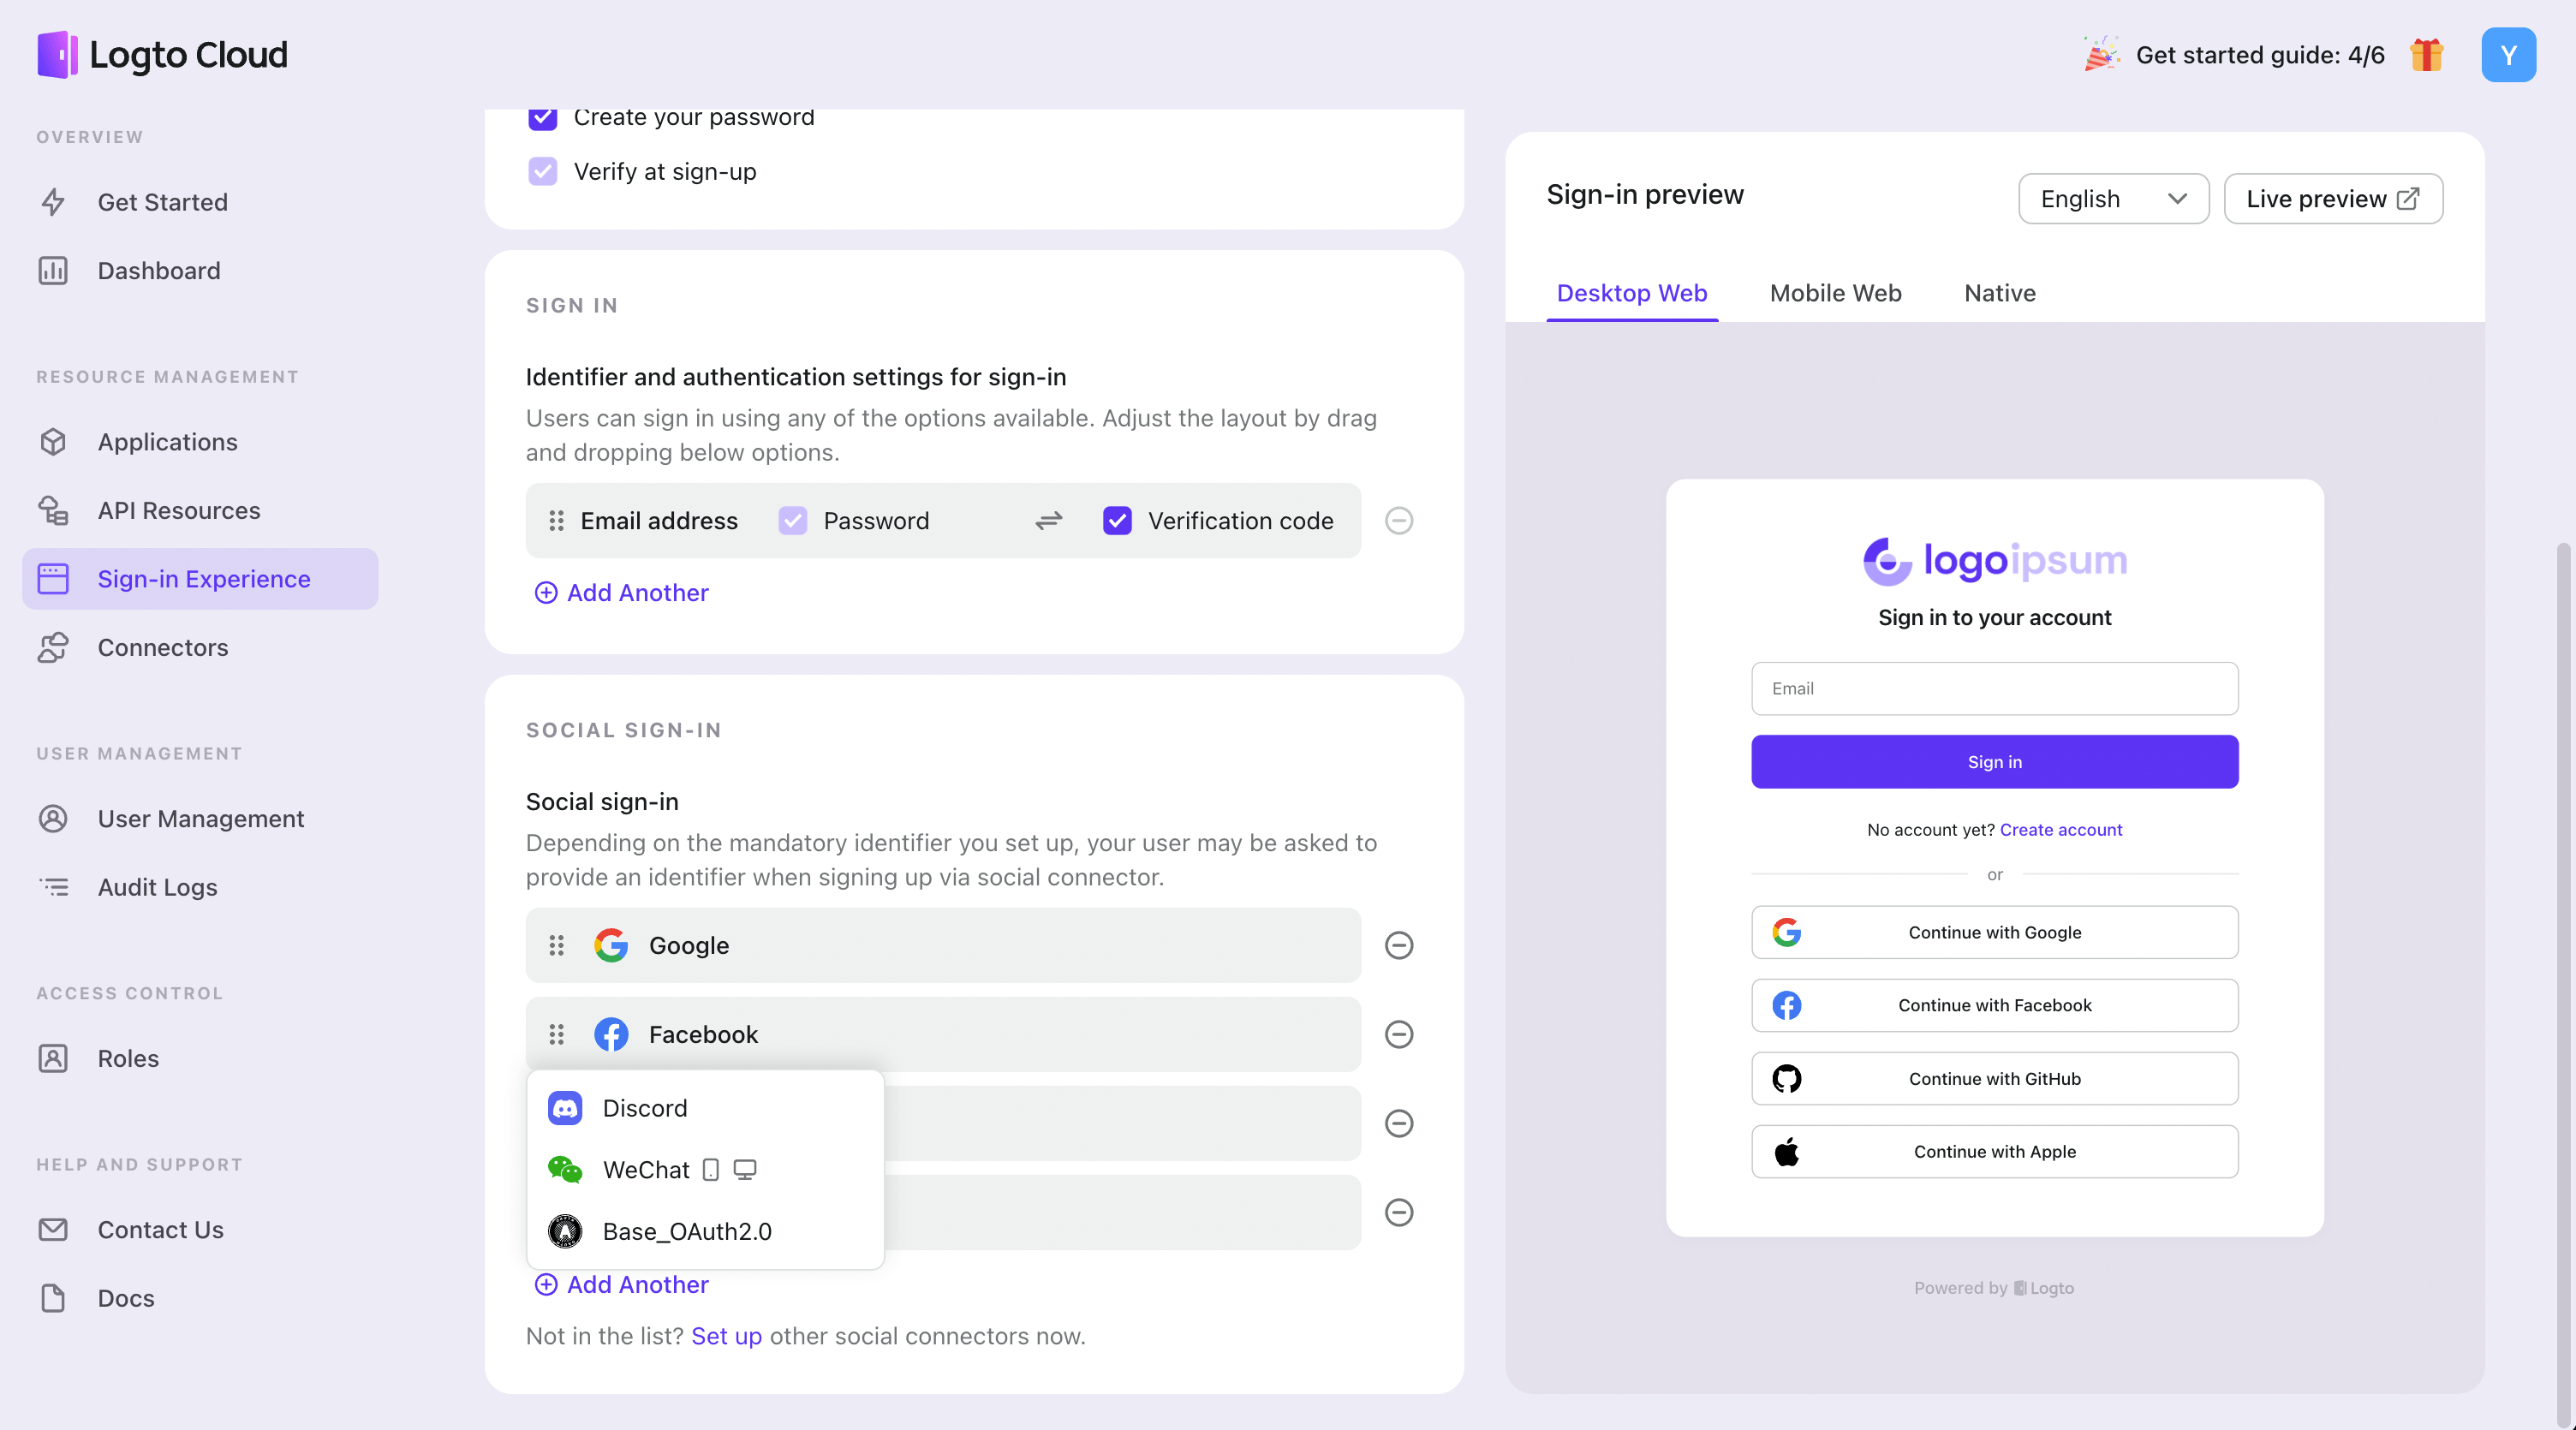 Logto Cloud
Get started guide: 4/6
Y
OVERVIEW
Get Started
Dashboard
RESOURCE MANAGEMENT
Applications
API Resources
Sign-in Experience
Connectors
USER MANAGEMENT
User Management
Audit Logs
ACCESS CONTROL
Roles
HELP AND SUPPORT
Contact Us
Docs
Create your password
Verify at sign-up
SIGN IN
Identifier and authentication settings for sign-in
Users can sign in using any of the options available. Adjust the layout by drag
and dropping below options.
Email address Password Verification code
Add Another
SOCIAL SIGN-IN
Social sign-in
Depending on the mandatory identifier you set up, your user may be asked to
provide an identifier when signing up via social connector.
Google
Facebook
Discord
WeChat
Base_OAuth2.0
Add Another
Not in the list? Set up other social connectors now.
Sign-in preview
English
Live preview
Desktop Web Mobile Web Native
logoipsum
Sign in to your account
Email
Sign in
No account yet? Create account
or
Continue with Google
Continue with Facebook
Continue with GitHub
Continue with Apple
Powered by Logto